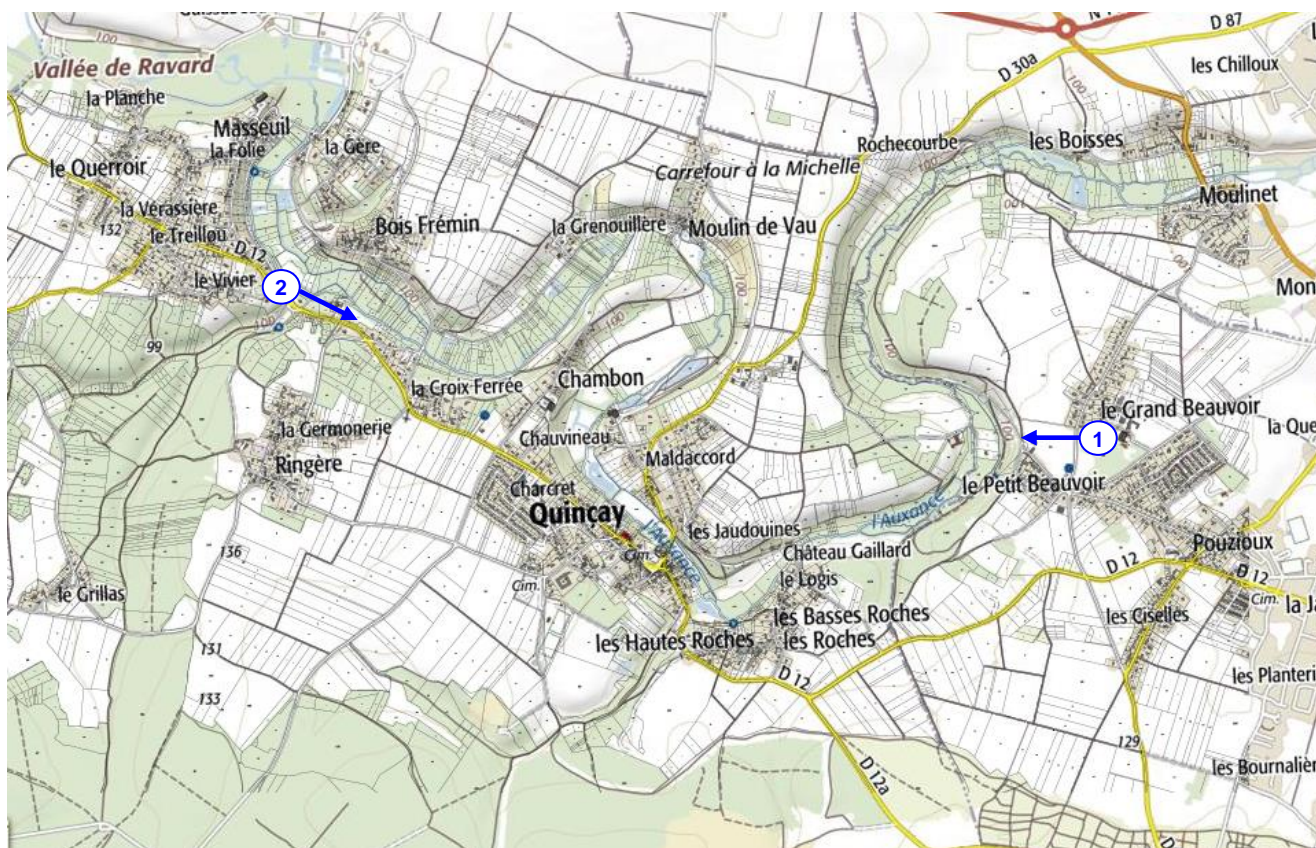 D 87
les Chilloux
D 30a
100
Vallée de Ravard
la Planche
Masseuil
la Folie
la Gère
le Querroir
Rochecourbe
les Boisses
Carrefour à la Michelle
Moulinet
la Vérassière
132
le Treillou
D 12
Bois Frémin
la Grenouillère
Moulin de Vau
le Vivier
2
100
100
100
100
99
100
la Croix Ferrée
Chambon
le Grand Beauvoir
la Germonerie
Chauvineau
1
Ringère
Maldaccord
le Petit Beauvoir
Charcret
Quinçay
l'Auxance
l'Auxance
les Jaudouines
136
Cim.
Château Gaillard
Pouzioux
le Grillas
Cim.
le Logis
D 12
D 12
Cim.
les Basses Roches
les Ciselles
131
les Hautes Roches
les Roches
133
D 12
129
D 12a
les Bournalièr